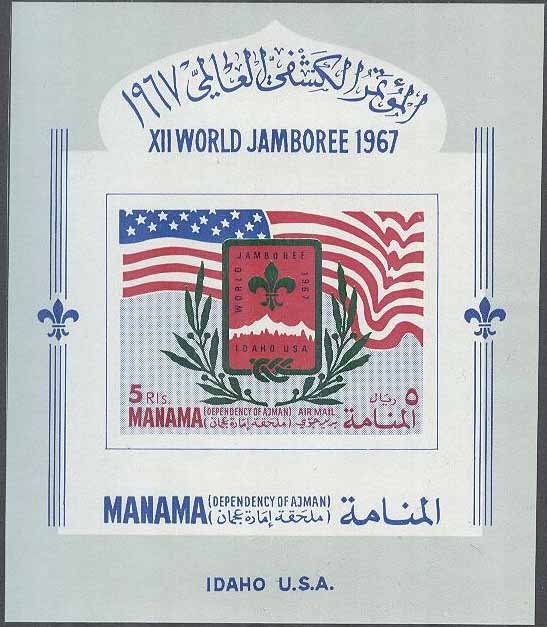 المؤتمر الكشفي العالمي ١٩٦٧
XII WORLD JAMBOREE 1967
WORLD JAMBOREE 1967
IDAHO USA
5 Rls. ٥ ريال
MANAMA (DEPENDENCY OF AJMAN) AIR MAIL المنامة
(ملحقة إمارة عجمان) بريد جوي
MANAMA (DEPENDENCY OF AJMAN) المنامة
(ملحقة إمارة عجمان)
IDAHO U.S.A.